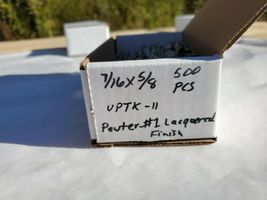 7/16 x 5/8 500
PCS
UPTK-11
Pewter #1 Lacquered
Finish